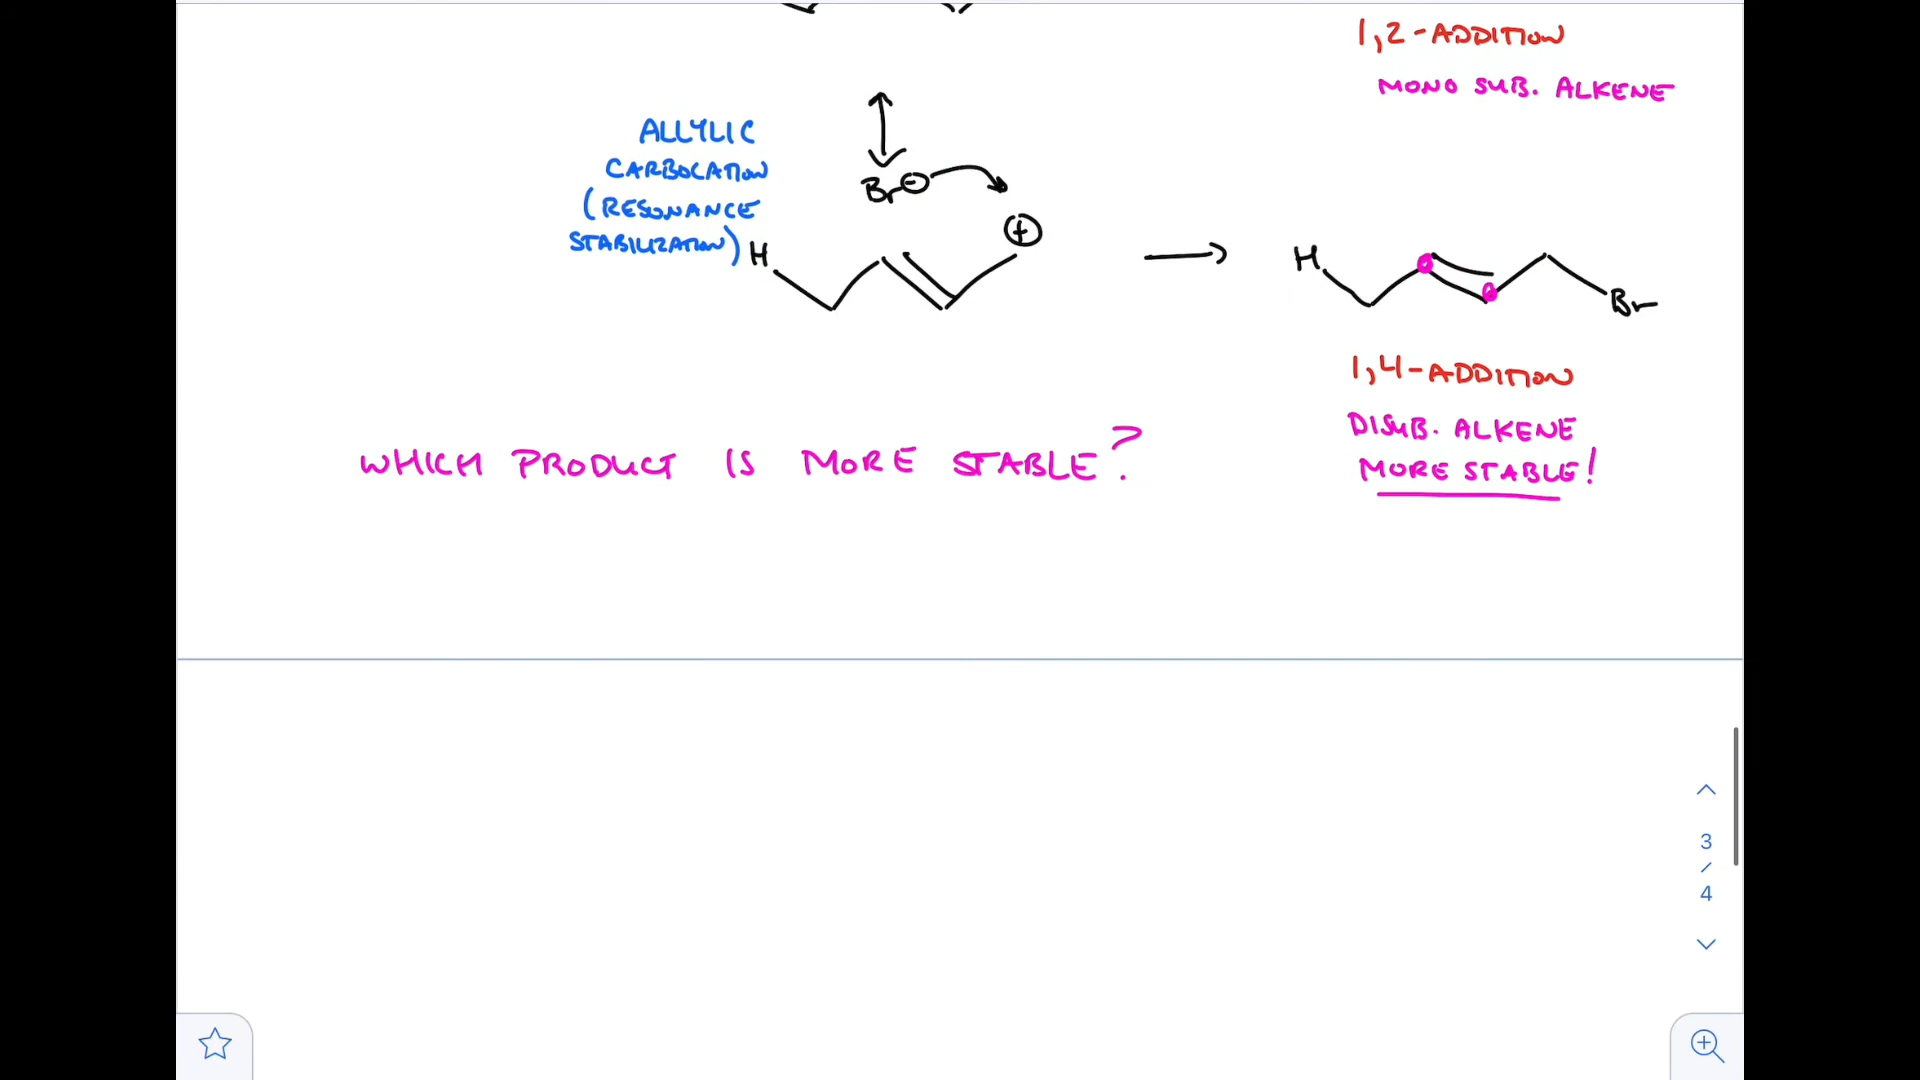 1,2-ADDITION
MONO SUB. ALKENE
ALLYLIC
CARBOCATION
(RESONANCE
STABILIZATION)
Br⊖
⊕
H
H
Br
1,4-ADDITION
DISUB. ALKENE
MORE STABLE!
WHICH PRODUCT IS MORE STABLE?
3
/
4